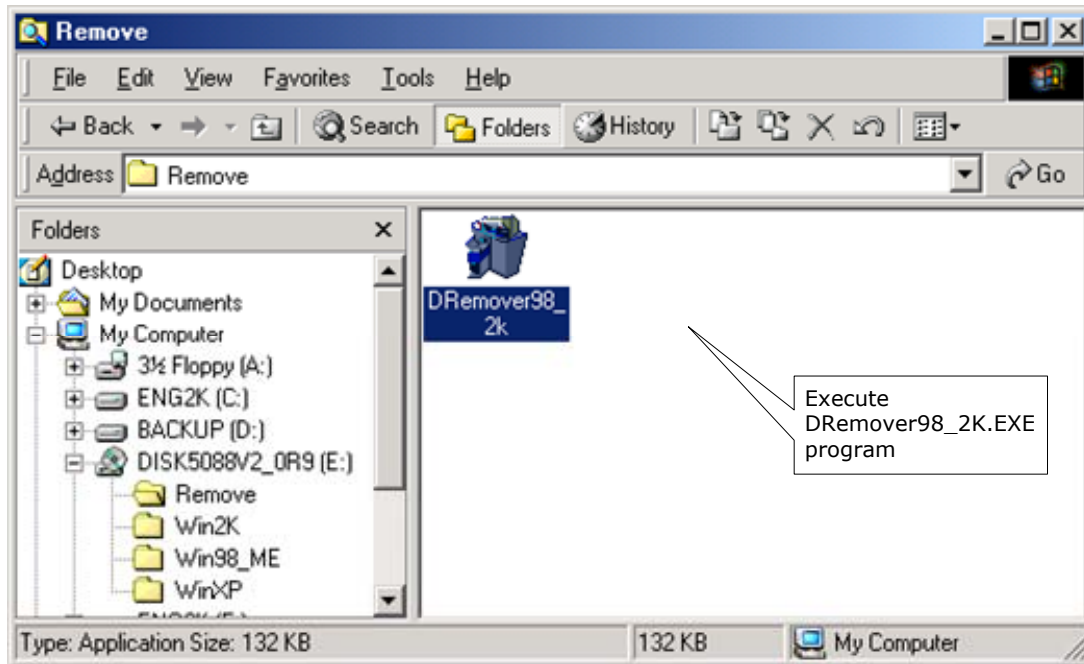 Remove
File Edit View Favorites Tools Help
Back Search Folders History
Address Remove Go
Folders
Desktop
My Documents
My Computer
3½ Floppy (A:)
ENG2K (C:)
BACKUP (D:)
DISK5088V2_0R9 (E:)
Remove
Win2K
Win98_ME
WinXP
DRemover98_
2k
Execute
DRemover98_2K.EXE
program
Type: Application Size: 132 KB 132 KB My Computer